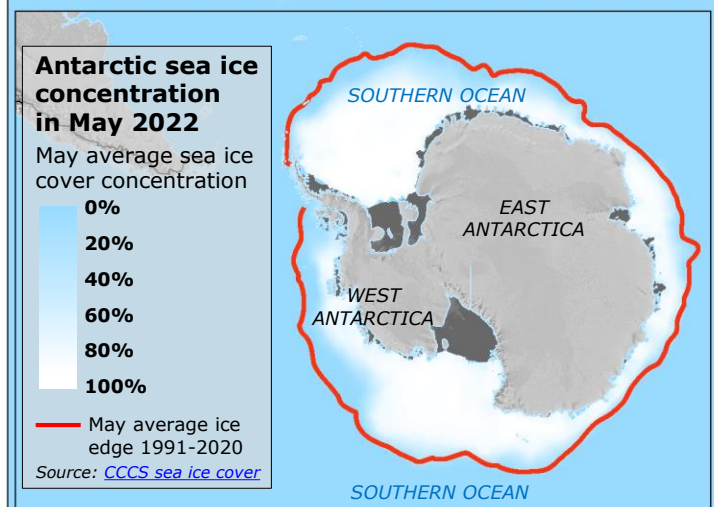 Antarctic sea ice
concentration
in May 2022
May average sea ice
cover concentration
0%
20%
40%
60%
80%
100%
May average ice
edge 1991-2020
Source: CCCS sea ice cover
SOUTHERN OCEAN
EAST
ANTARCTICA
WEST
ANTARCTICA
SOUTHERN OCEAN